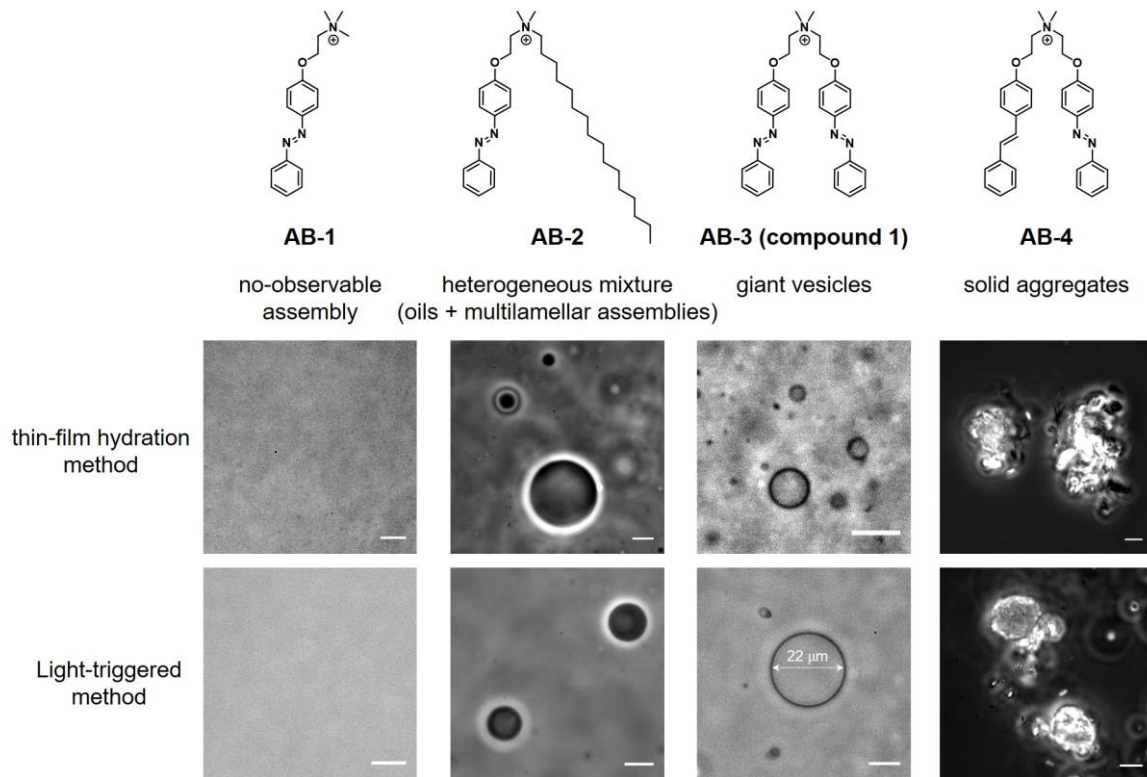 N
⊕
O
N
N
AB-1
N
⊕
O
N
N
AB-2
N
⊕
O
O
N
N
N
N
AB-3 (compound 1)
N
⊕
O
O
N
N
AB-4
no-observable
assembly
heterogeneous mixture
(oils + multilamellar assemblies)
giant vesicles
solid aggregates
thin-film hydration
method
Light-triggered
method
22 μm